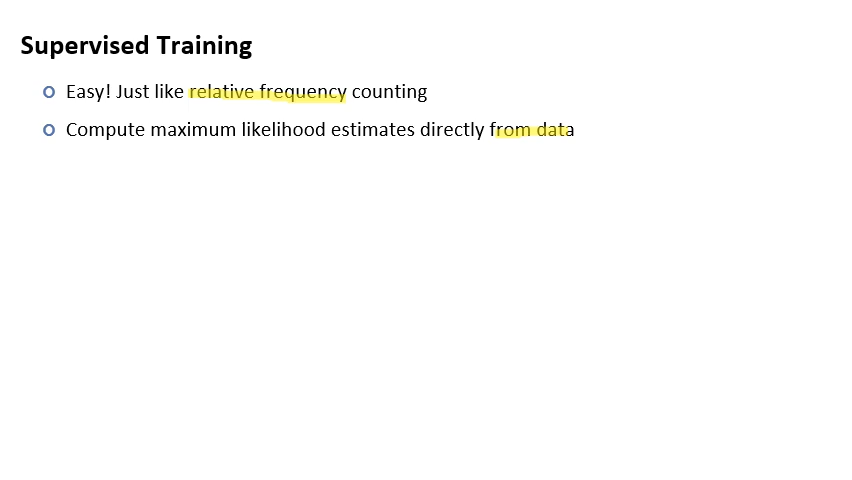 Supervised Training
Easy! Just like relative frequency counting
Compute maximum likelihood estimates directly from data